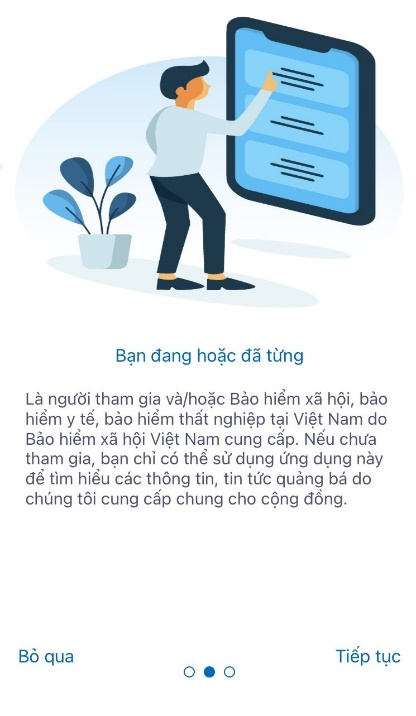 Bạn đang hoặc đã từng
Là người tham gia và/hoặc Bảo hiểm xã hội, bảo
hiểm y tế, bảo hiểm thất nghiệp tại Việt Nam do
Bảo hiểm xã hội Việt Nam cung cấp. Nếu chưa
tham gia, bạn chỉ có thể sử dụng ứng dụng này
để tìm hiểu các thông tin, tin tức quảng bá do
chúng tôi cung cấp chung cho cộng đồng.
Bỏ qua
Tiếp tục